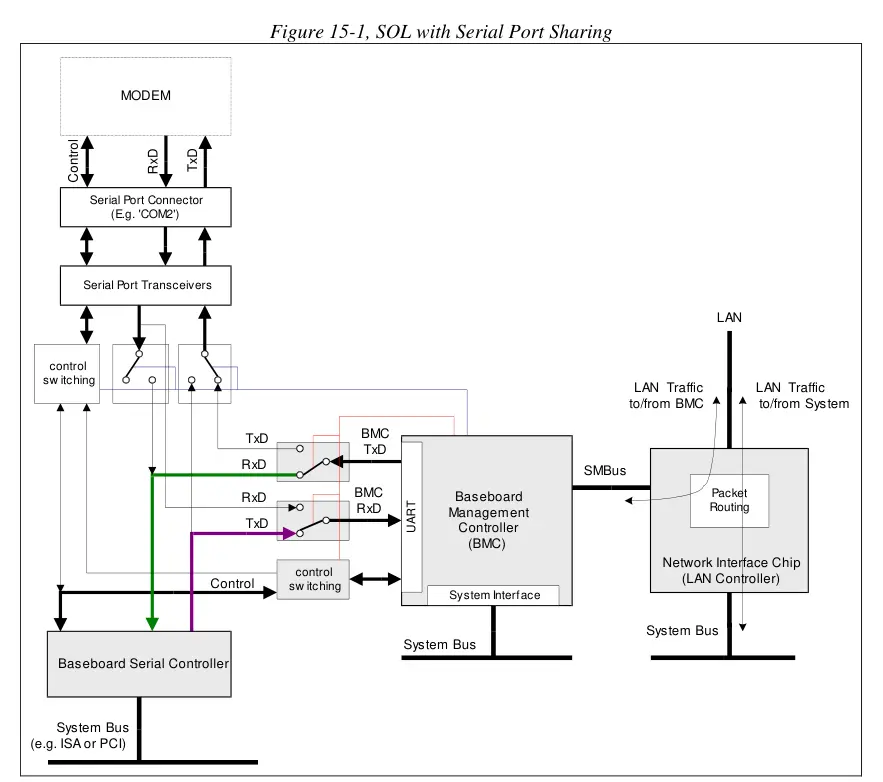 Figure 15-1, SOL with Serial Port Sharing
MODEM
Control
RxD
TxD
Serial Port Connector
(E.g. 'COM2')
Serial Port Transceivers
control
switching
LAN
LAN Traffic
to/from BMC
LAN Traffic
to/from System
TxD
BMC
TxD
RxD
RxD
BMC
RxD
TxD
UART
Baseboard
Management
Controller
(BMC)
SMBus
Packet
Routing
Network Interface Chip
(LAN Controller)
control
switching
Control
System Interface
System Bus
System Bus
Baseboard Serial Controller
System Bus
(e.g. ISA or PCI)